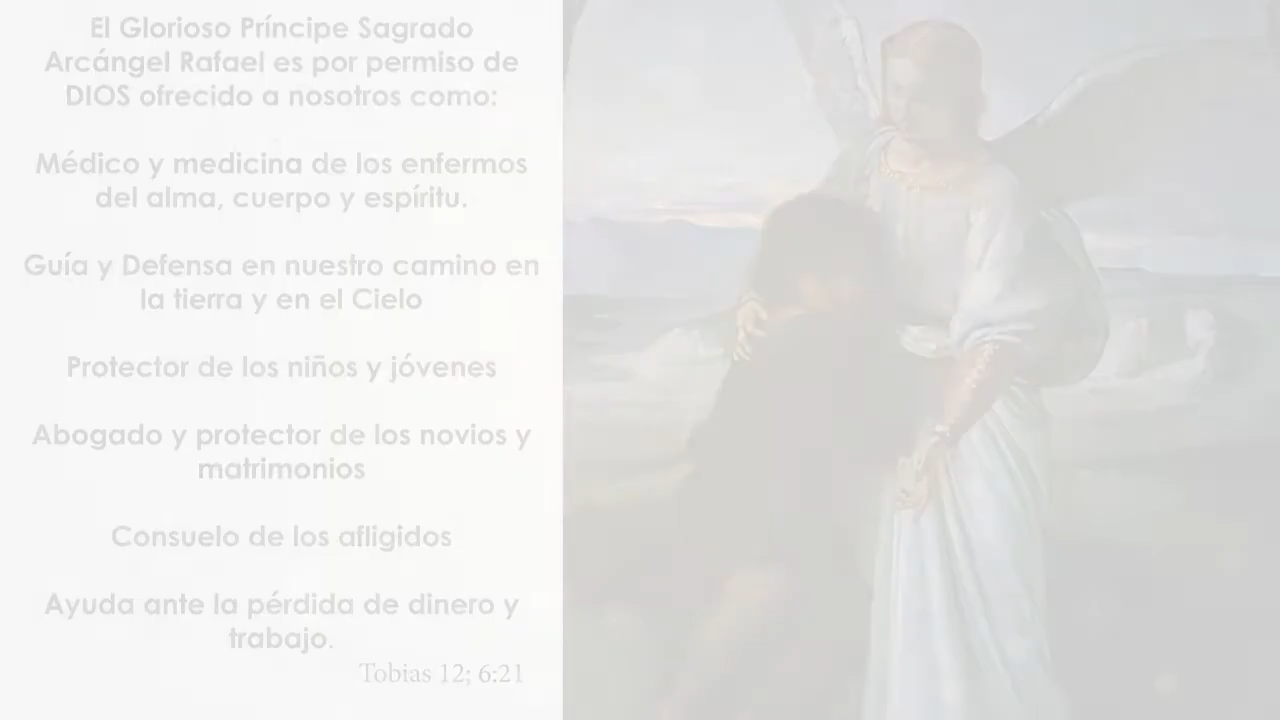 El Glorioso Príncipe Sagrado
Arcángel Rafael es por permiso de
DIOS ofrecido a nosotros como:
Médico y medicina de los enfermos
del alma, cuerpo y espíritu.
Guía y Defensa en nuestro camino en
la tierra y en el Cielo
Protector de los niños y jóvenes
Abogado y protector de los novios y
matrimonios
Consuelo de los afligidos
Ayuda ante la pérdida de dinero y
trabajo.
Tobias 12; 6:21